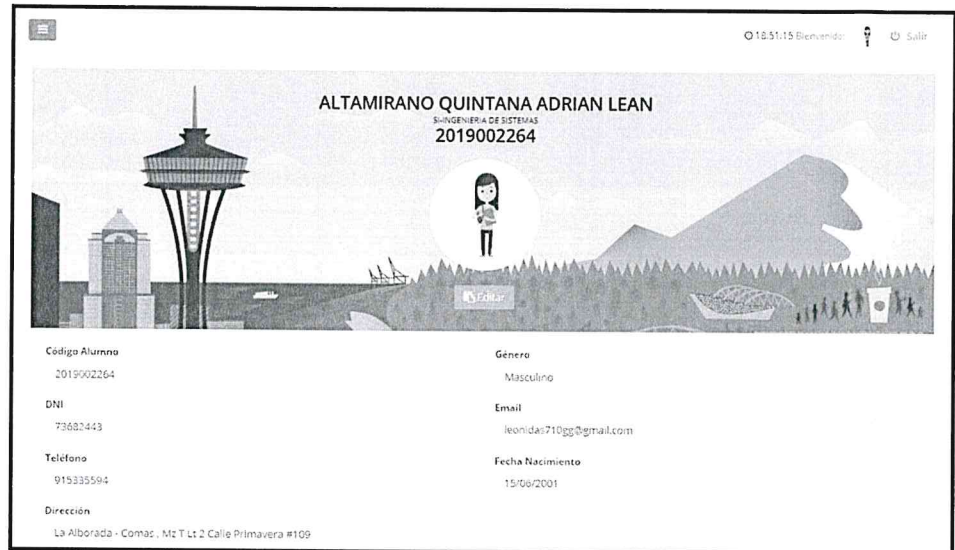 18:51:15 Bienvenido: Salir
ALTAMIRANO QUINTANA ADRIAN LEAN
SI-INGENIERIA DE SISTEMAS
2019002264
Editar
Código Alumno
2019002264
Género
Masculino
DNI
73682443
Email
leonidas710gg@gmail.com
Teléfono
915335594
Fecha Nacimiento
15/06/2001
Dirección
La Alborada - Comas , Mz T Lt 2 Calle Primavera #109